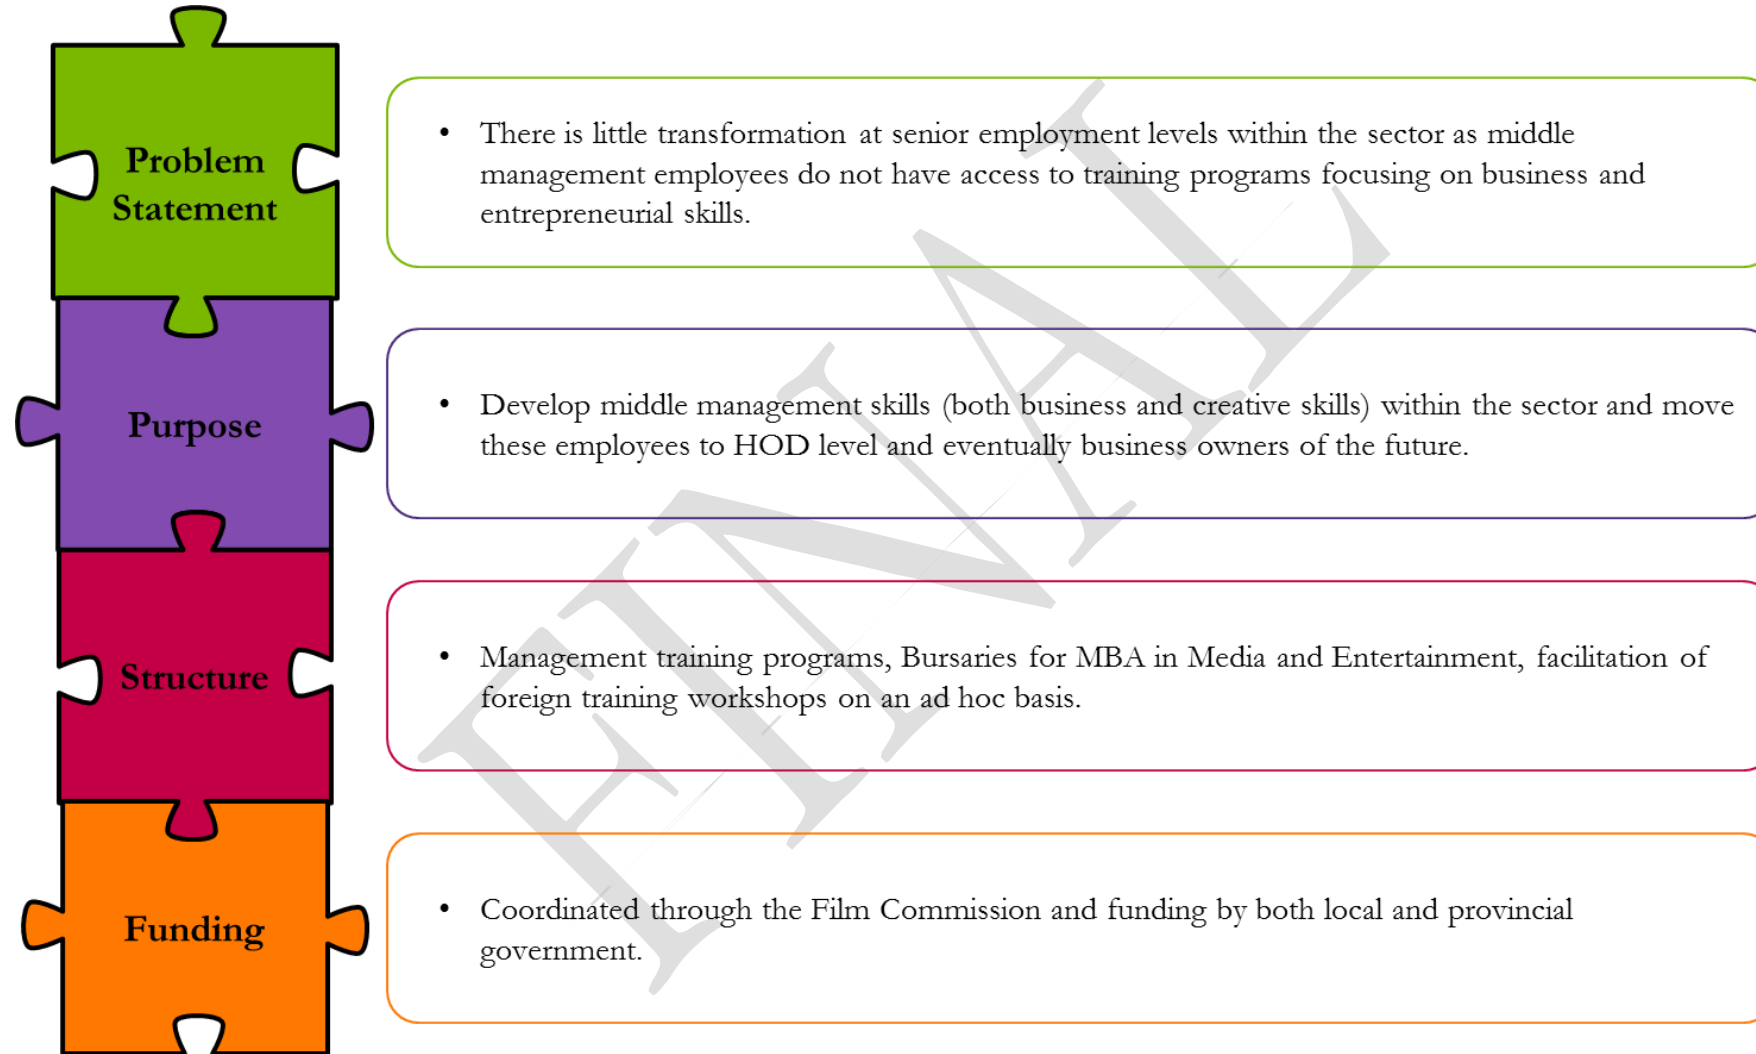 Problem
Statement
• There is little transformation at senior employment levels within the sector as middle
management employees do not have access to training programs focusing on business and
entrepreneurial skills.
Purpose
• Develop middle management skills (both business and creative skills) within the sector and move
these employees to HOD level and eventually business owners of the future.
Structure
• Management training programs, Bursaries for MBA in Media and Entertainment, facilitation of
foreign training workshops on an ad hoc basis.
Funding
• Coordinated through the Film Commission and funding by both local and provincial
government.
FINAL